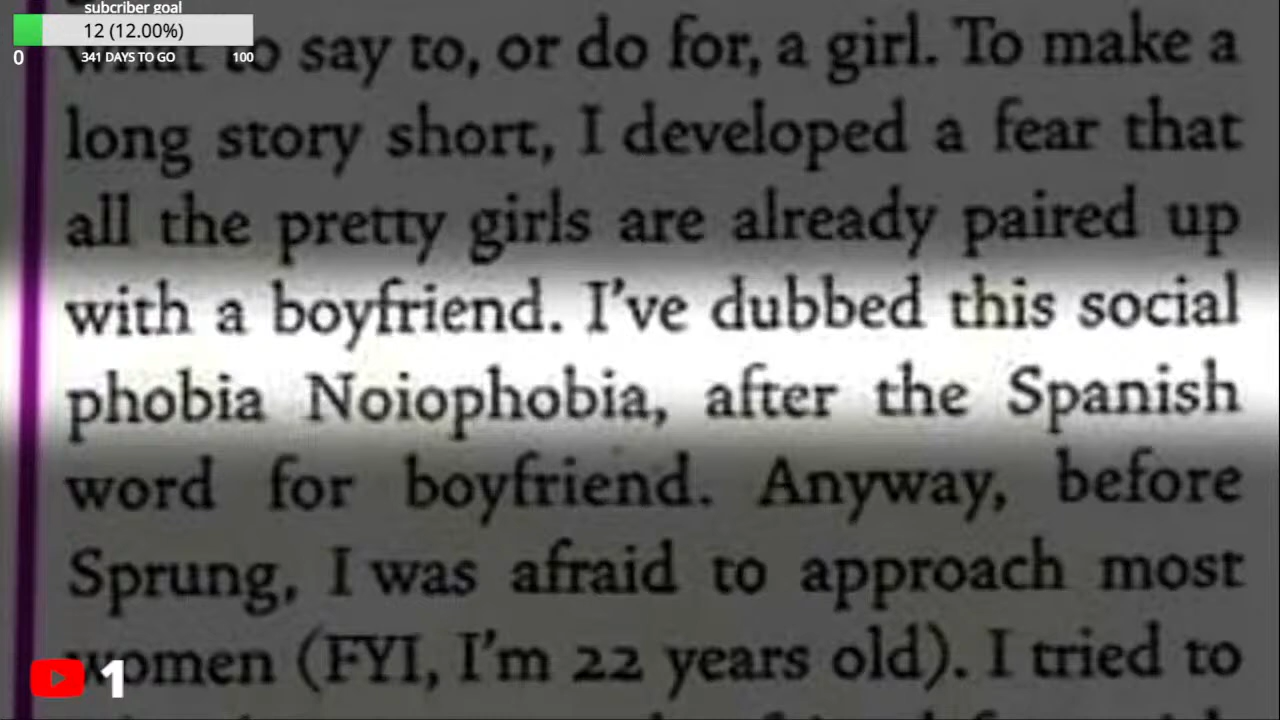 subcriber goal
12 (12.00%)
0 341 DAYS TO GO 100
what to say to, or do for, a girl. To make a
long story short, I developed a fear that
all the pretty girls are already paired up
with a boyfriend. I've dubbed this social
phobia Noiophobia, after the Spanish
word for boyfriend. Anyway, before
Sprung, I was afraid to approach most
women (FYI, I'm 22 years old). I tried to
1